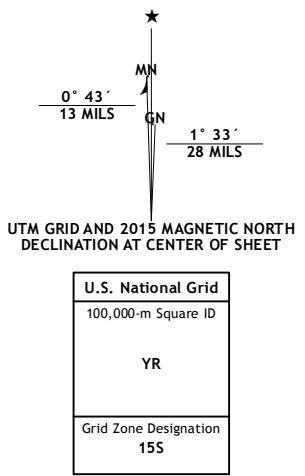 MN
0° 43´
13 MILS
GN
1° 33´
28 MILS
UTM GRID AND 2015 MAGNETIC NORTH
DECLINATION AT CENTER OF SHEET
U.S. National Grid
100,000-m Square ID
YR
Grid Zone Designation
15S